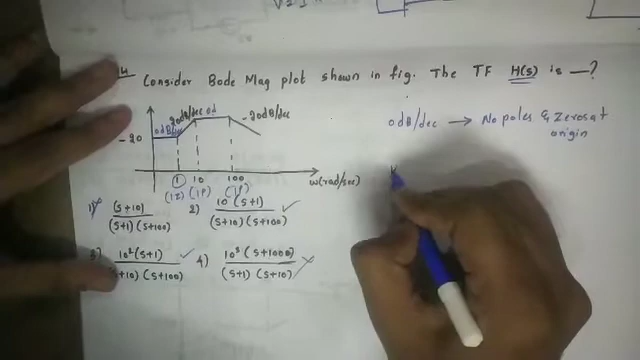 Consider Bode Mag plot shown in fig. The TF H(s) is — ?
0dB/dec → No poles & zeros at
origin
20dB/dec 0d -20dB/dec
0dB/dec
-20
1 10 100
ω(rad/sec)
(1Z) (1P) (1P)
1) (s+10) / (s+1)(s+100)
2) 10 (s+1) / (s+10)(s+100)
3) 10² (s+1) / (s+10)(s+100)
4) 10³ (s+1000) / (s+1)(s+10)
K